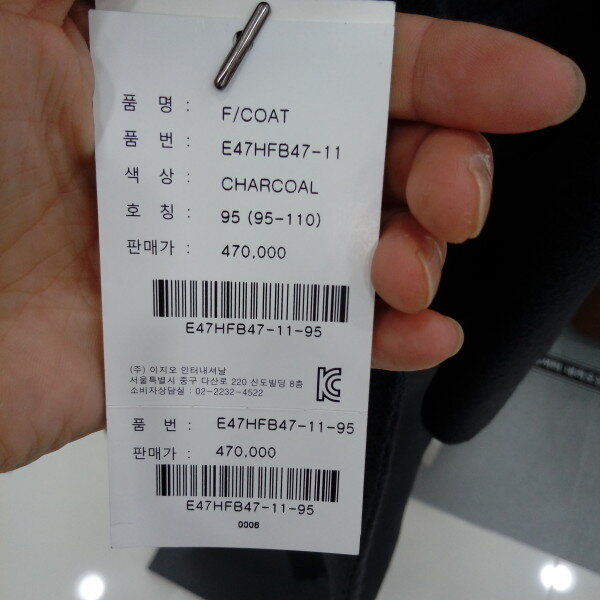 품 명 : F/COAT
품 번 : E47HFB47-11
색 상 : CHARCOAL
호 칭 : 95 (95-110)
판매가 : 470,000
E47HFB47-11-95
(주) 이지오 인터내셔날
서울특별시 중구 다산로 220 신도빌딩 8층
소비자상담실 : 02-2232-4522
품 번 : E47HFB47-11-95
판매가 : 470,000
E47HFB47-11-95
0006